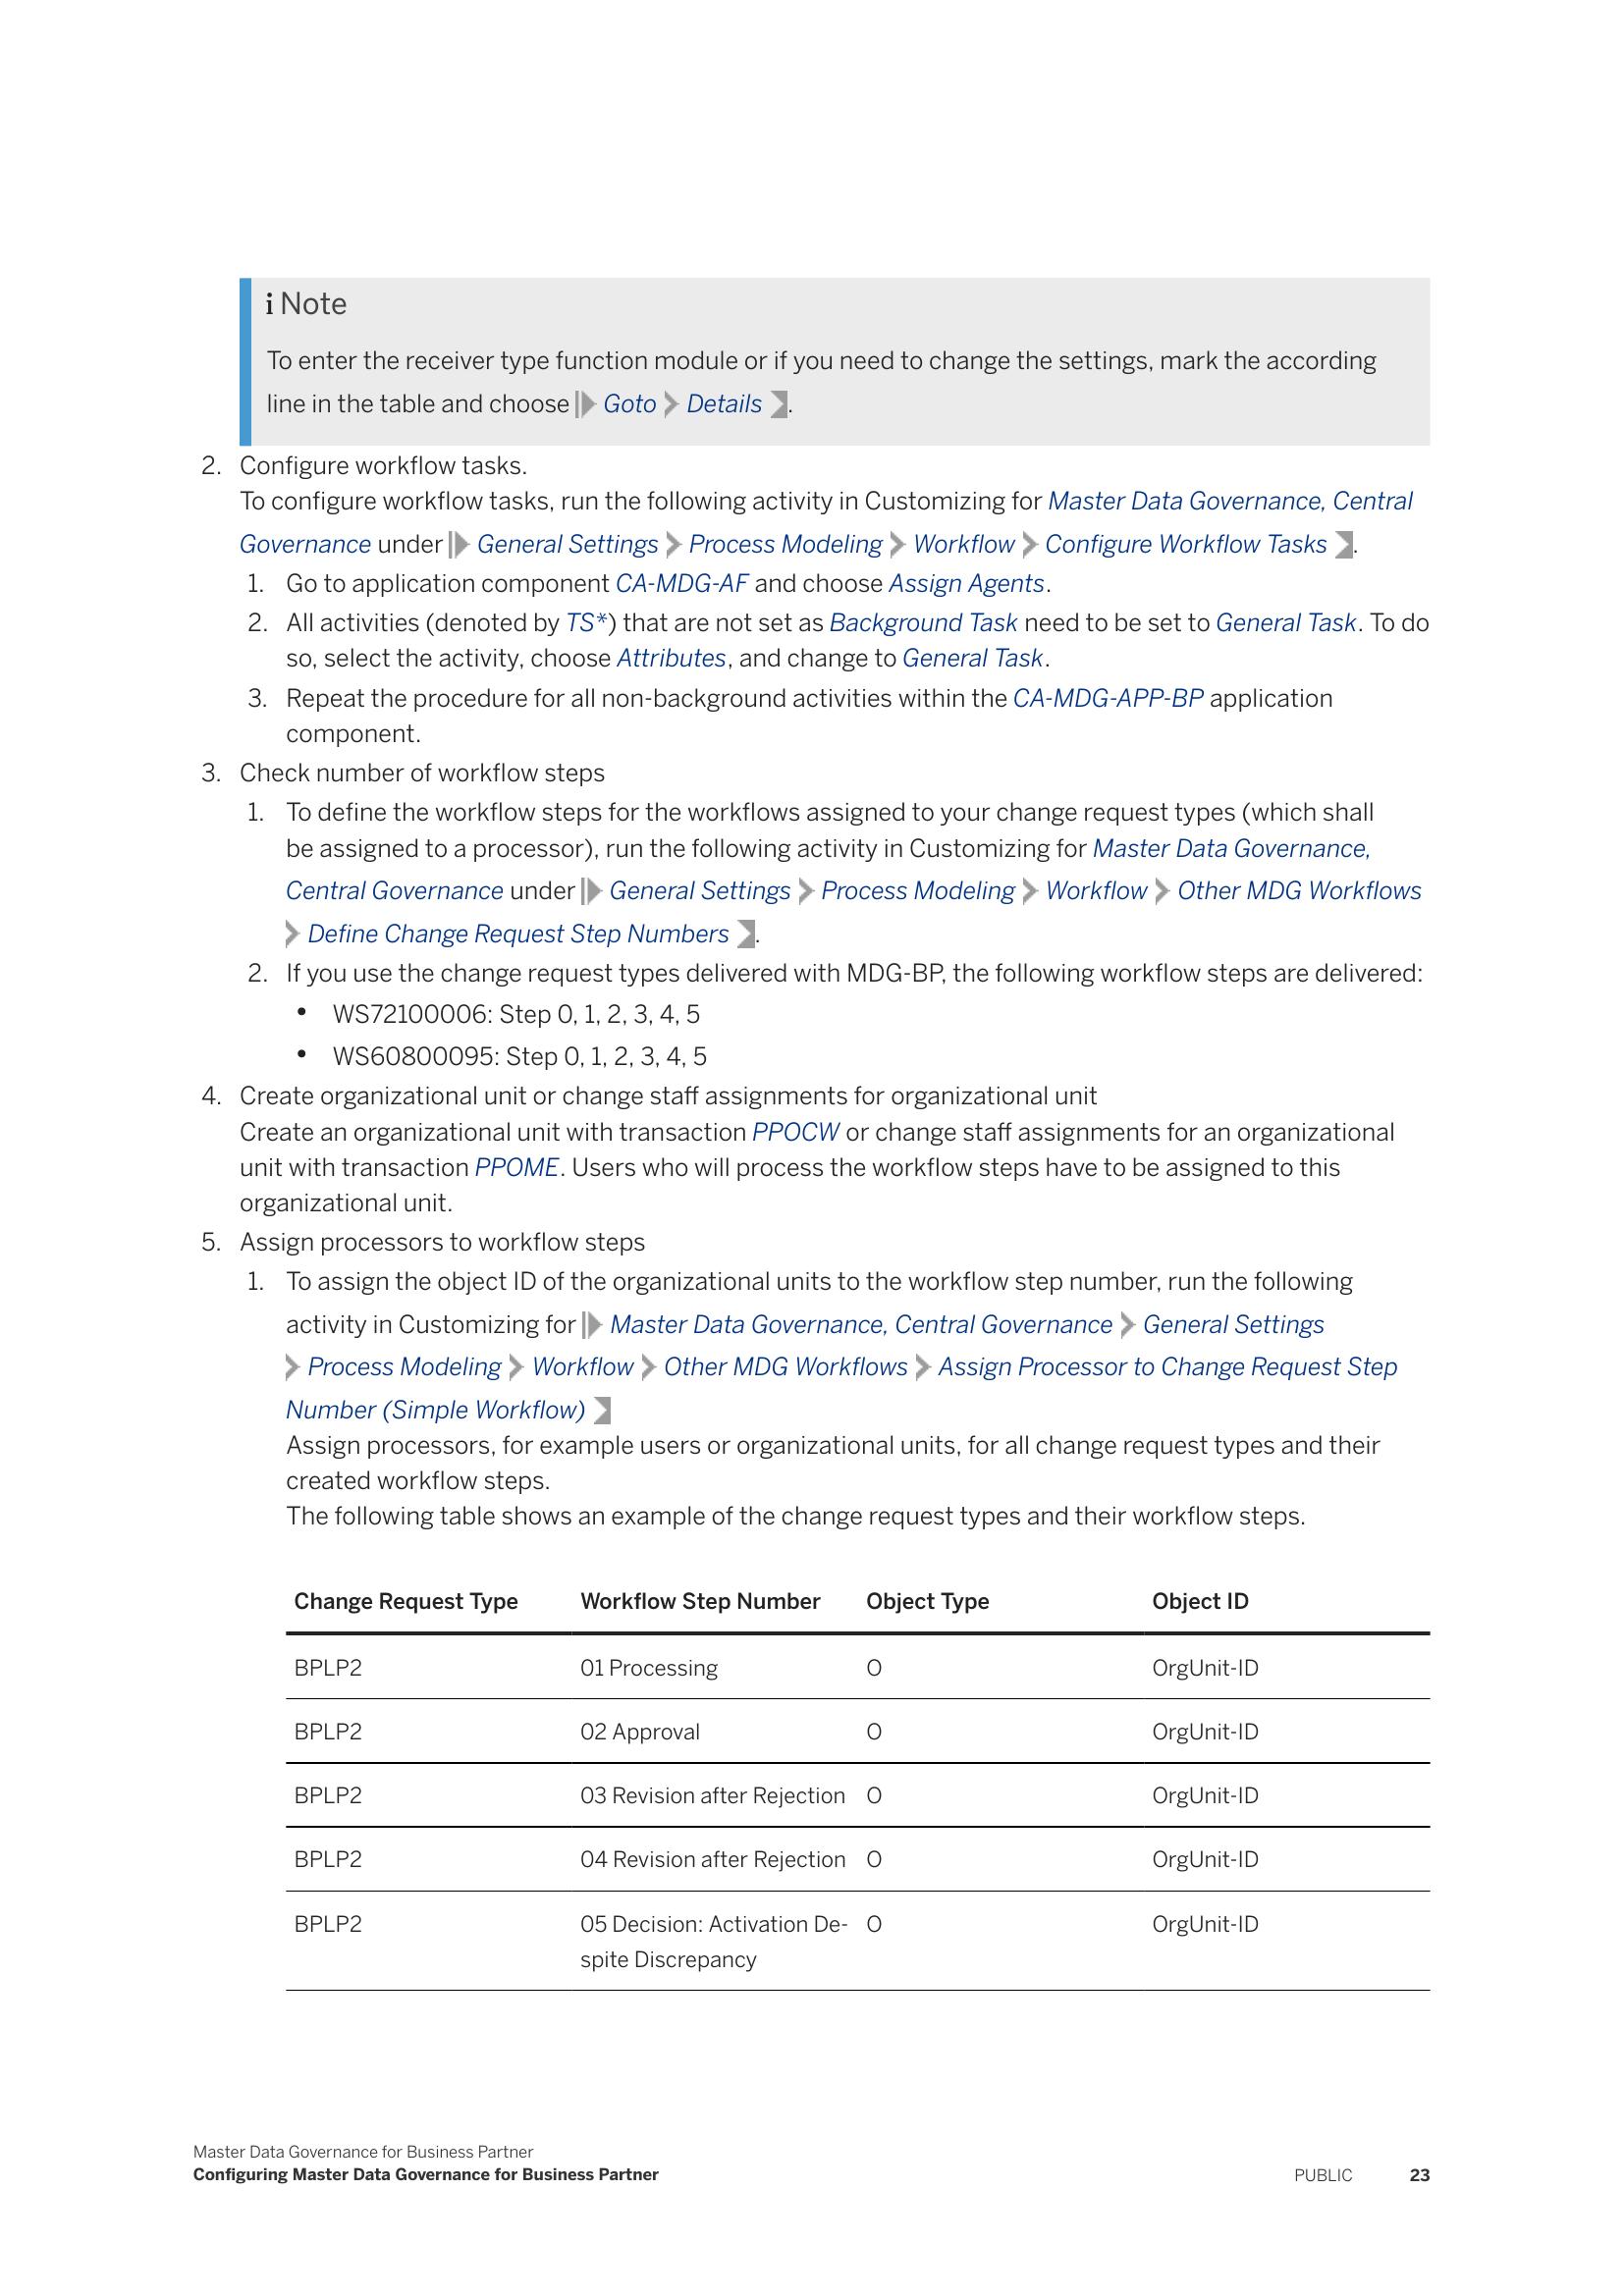 i Note
To enter the receiver type function module or if you need to change the settings, mark the according
line in the table and choose Goto Details .
2. Configure workflow tasks.
To configure workflow tasks, run the following activity in Customizing for Master Data Governance, Central
Governance under General Settings Process Modeling Workflow Configure Workflow Tasks .
1. Go to application component CA-MDG-AF and choose Assign Agents.
2. All activities (denoted by TS*) that are not set as Background Task need to be set to General Task. To do
so, select the activity, choose Attributes, and change to General Task.
3. Repeat the procedure for all non-background activities within the CA-MDG-APP-BP application
component.
3. Check number of workflow steps
1. To define the workflow steps for the workflows assigned to your change request types (which shall
be assigned to a processor), run the following activity in Customizing for Master Data Governance,
Central Governance under General Settings Process Modeling Workflow Other MDG Workflows
Define Change Request Step Numbers .
2. If you use the change request types delivered with MDG-BP, the following workflow steps are delivered:
• WS72100006: Step 0, 1, 2, 3, 4, 5
• WS60800095: Step 0, 1, 2, 3, 4, 5
4. Create organizational unit or change staff assignments for organizational unit
Create an organizational unit with transaction PPOCW or change staff assignments for an organizational
unit with transaction PPOME. Users who will process the workflow steps have to be assigned to this
organizational unit.
5. Assign processors to workflow steps
1. To assign the object ID of the organizational units to the workflow step number, run the following
activity in Customizing for Master Data Governance, Central Governance General Settings
Process Modeling Workflow Other MDG Workflows Assign Processor to Change Request Step
Number (Simple Workflow)
Assign processors, for example users or organizational units, for all change request types and their
created workflow steps.
The following table shows an example of the change request types and their workflow steps.
Change Request Type Workflow Step Number Object Type Object ID
BPLP2 01 Processing O OrgUnit-ID
BPLP2 02 Approval O OrgUnit-ID
BPLP2 03 Revision after Rejection O OrgUnit-ID
BPLP2 04 Revision after Rejection O OrgUnit-ID
BPLP2 05 Decision: Activation De- O OrgUnit-ID
spite Discrepancy
Master Data Governance for Business Partner
Configuring Master Data Governance for Business Partner PUBLIC 23